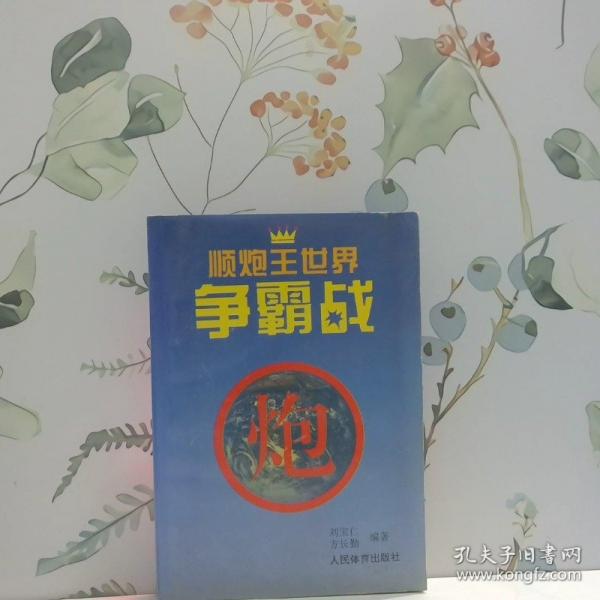 顺炮王世界
争霸战
炮
刘宝仁
方长勤 编著
人民体育出版社
孔夫子旧书网
www.kongfz.com